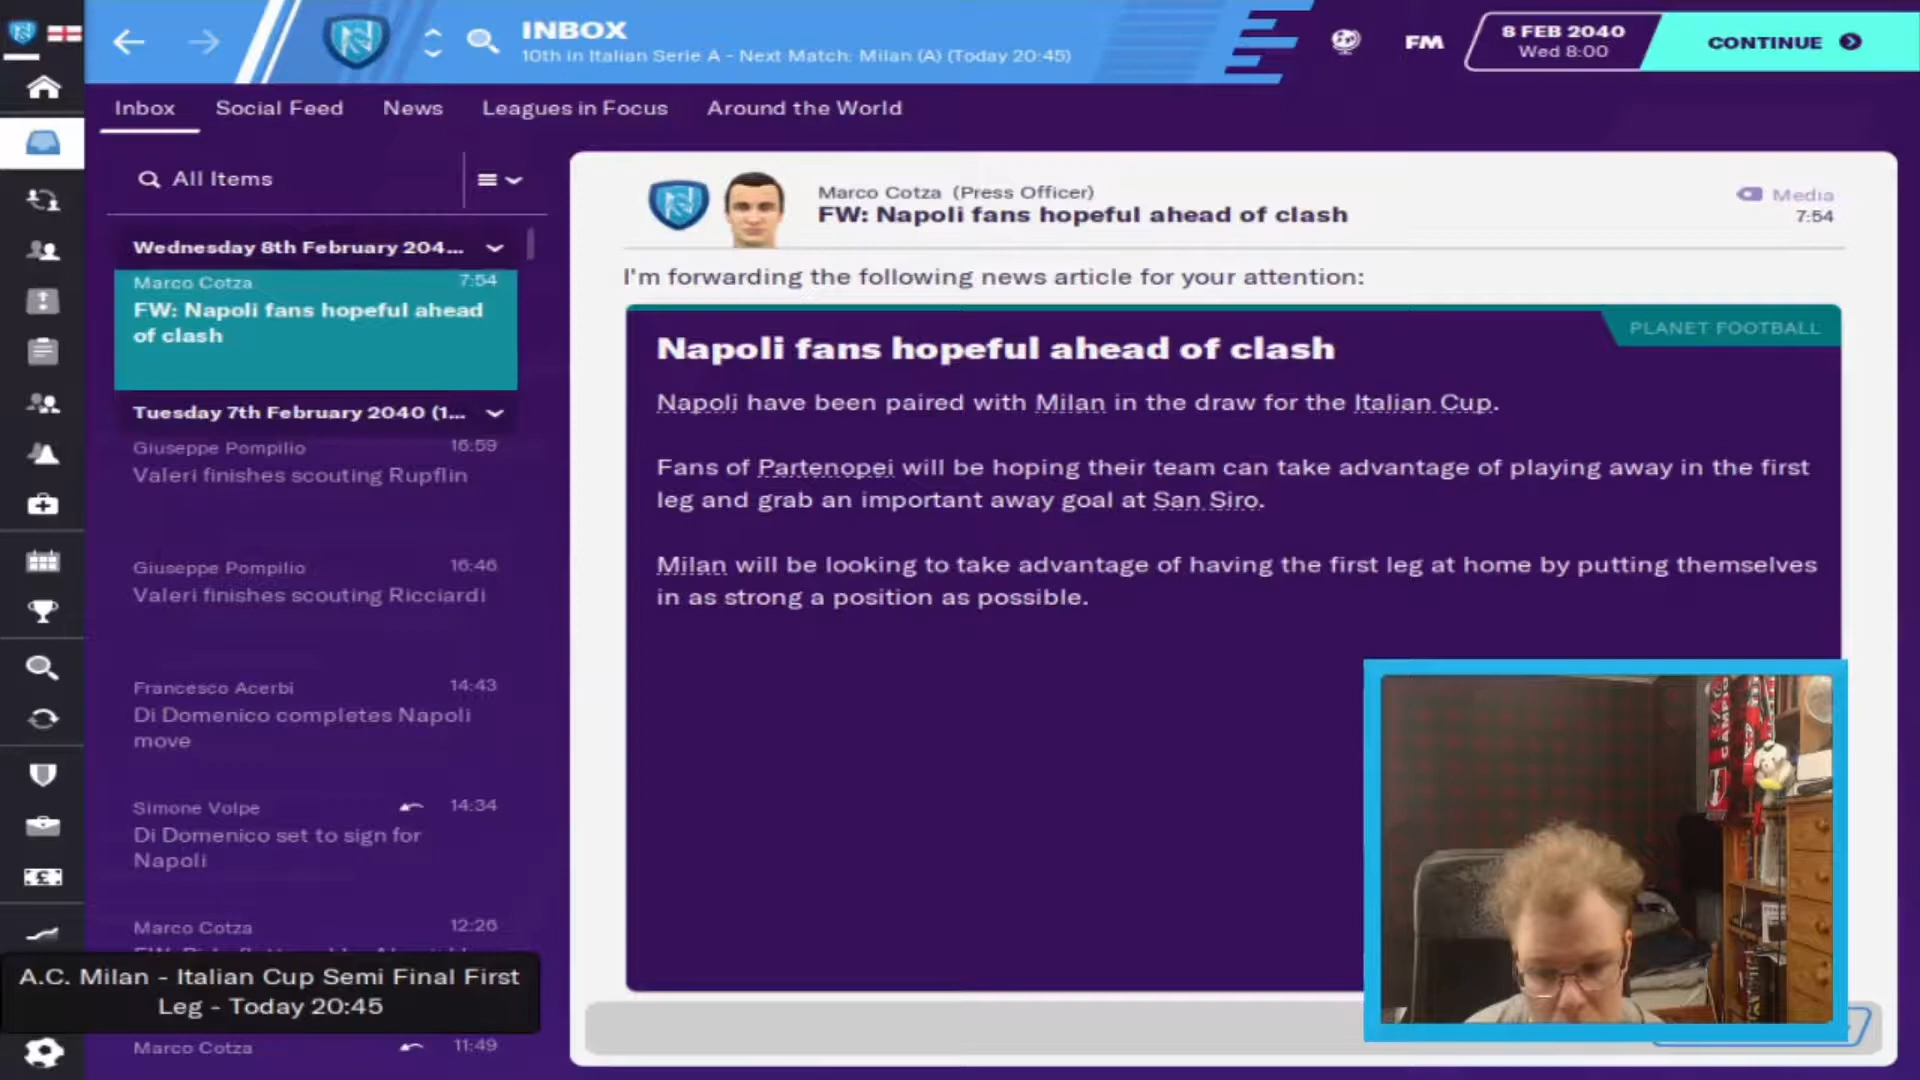 INBOX
10th in Italian Serie A - Next Match: Milan (A) (Today 20:45)
FM
8 FEB 2040
Wed 8:00
CONTINUE
Inbox
Social Feed
News
Leagues in Focus
Around the World
All Items
Wednesday 8th February 204...
Marco Cotza
7:54
FW: Napoli fans hopeful ahead
of clash
Tuesday 7th February 2040 (1...
Giuseppe Pompilio
16:59
Valeri finishes scouting Rupflin
Giuseppe Pompilio
16:46
Valeri finishes scouting Ricciardi
Francesco Acerbi
14:43
Di Domenico completes Napoli
move
Simone Volpe
14:34
Di Domenico set to sign for
Napoli
Marco Cotza
12:26
A.C. Milan - Italian Cup Semi Final First
Leg - Today 20:45
Marco Cotza
11:49
Marco Cotza (Press Officer)
FW: Napoli fans hopeful ahead of clash
Media
7:54
I'm forwarding the following news article for your attention:
PLANET FOOTBALL
Napoli fans hopeful ahead of clash
Napoli have been paired with Milan in the draw for the Italian Cup.
Fans of Partenopei will be hoping their team can take advantage of playing away in the first
leg and grab an important away goal at San Siro.
Milan will be looking to take advantage of having the first leg at home by putting themselves
in as strong a position as possible.